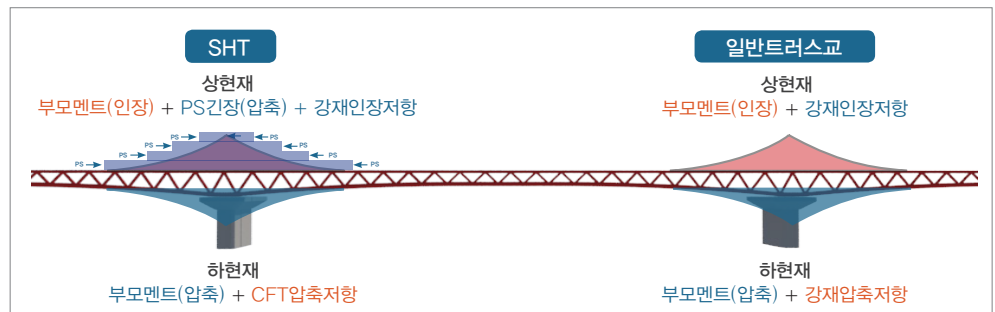 SHT
상현재
부모멘트(인장) + PS긴장(압축) + 강재인장저항
PS PS
PS PS
PS PS
PS PS
하현재
부모멘트(압축) + CFT압축저항
일반트러스교
상현재
부모멘트(인장) + 강재인장저항
하현재
부모멘트(압축) + 강재압축저항